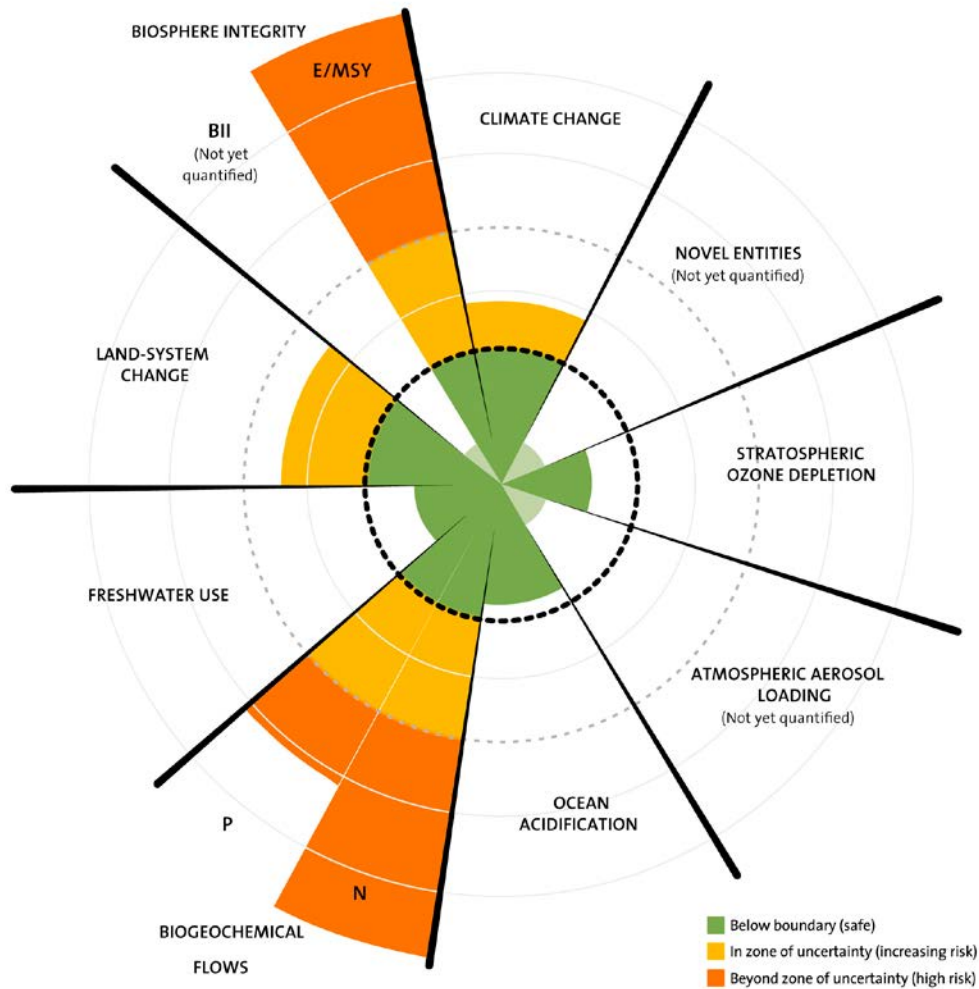 BIOSPHERE INTEGRITY
E/MSY
BII
(Not yet
quantified)
CLIMATE CHANGE
NOVEL ENTITIES
(Not yet quantified)
LAND-SYSTEM
CHANGE
STRATOSPHERIC
OZONE DEPLETION
FRESHWATER USE
ATMOSPHERIC AEROSOL
LOADING
(Not yet quantified)
OCEAN
ACIDIFICATION
P
N
BIOGEOCHEMICAL
FLOWS
Below boundary (safe)
In zone of uncertainty (increasing risk)
Beyond zone of uncertainty (high risk)